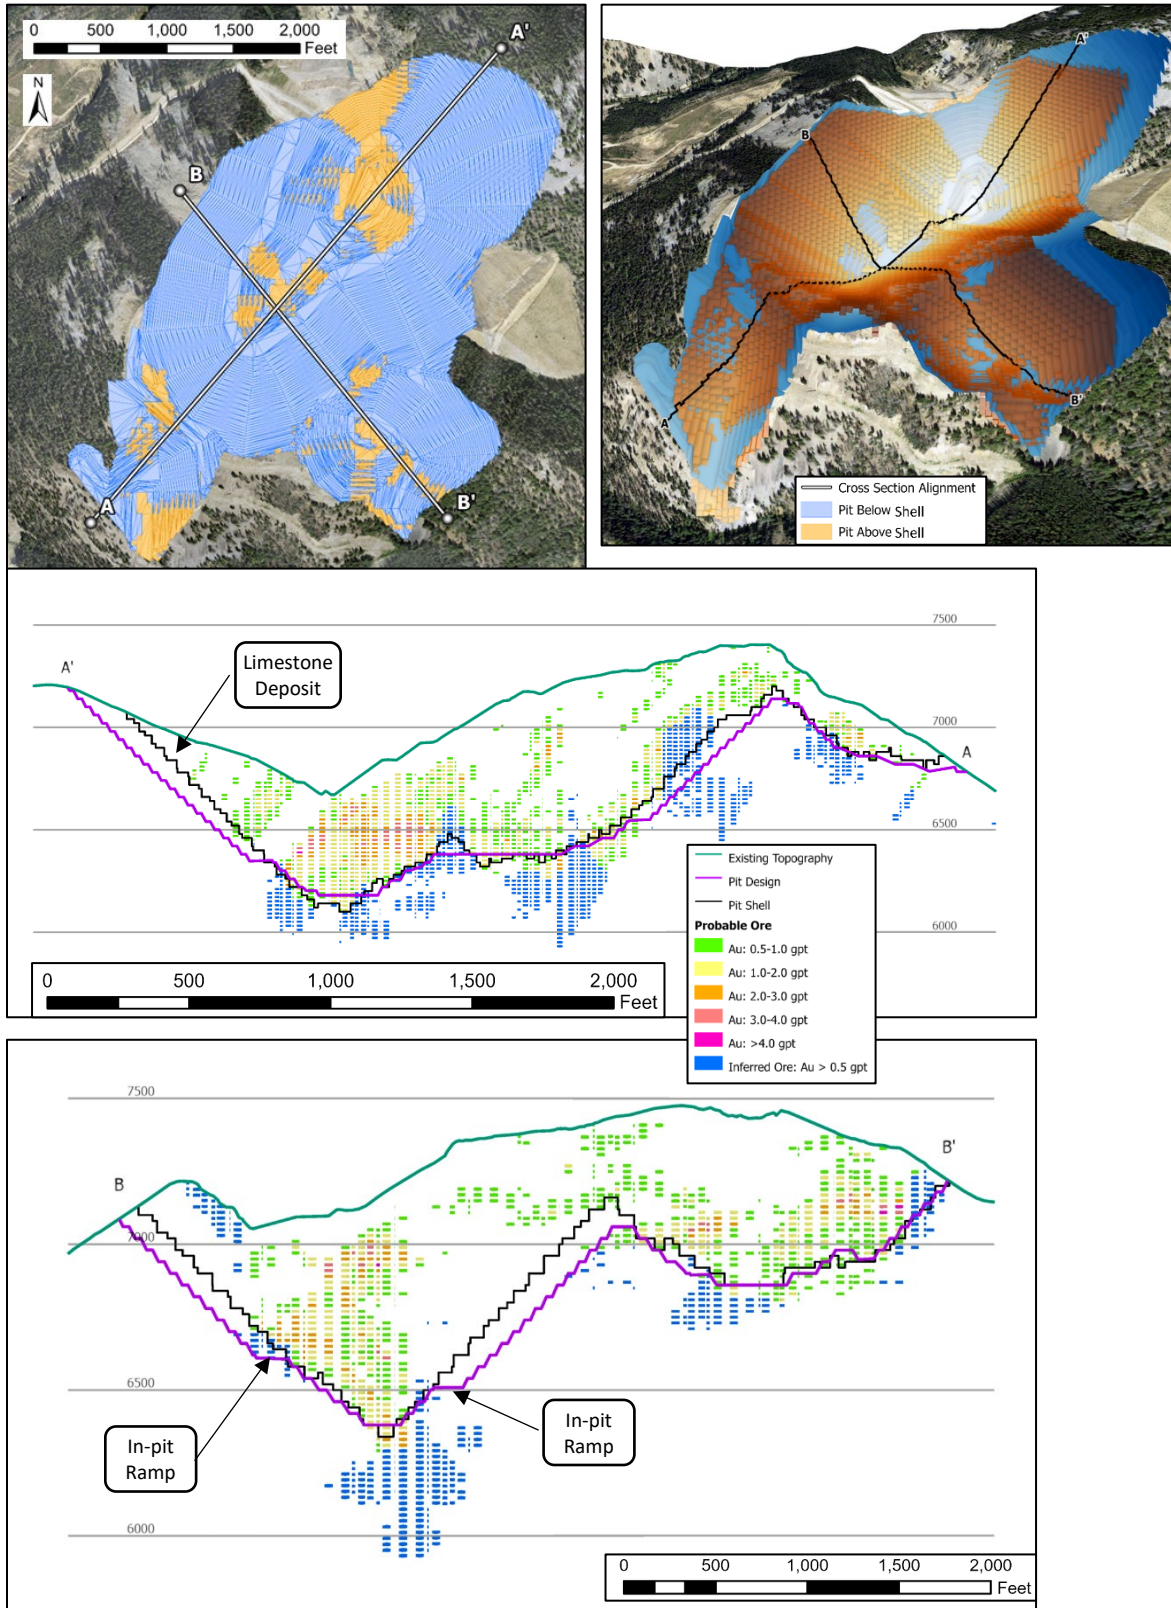 0 500 1,000 1,500 2,000
Feet
N
A'
B
A
B'
A'
B
A
B'
Cross Section Alignment
Pit Below Shell
Pit Above Shell
7500
A'
Limestone
Deposit
7000
A
6500
6000
Existing Topography
Pit Design
Pit Shell
Probable Ore
Au: 0.5-1.0 gpt
Au: 1.0-2.0 gpt
Au: 2.0-3.0 gpt
Au: 3.0-4.0 gpt
Au: >4.0 gpt
Inferred Ore: Au > 0.5 gpt
0 500 1,000 1,500 2,000
Feet
7500
B'
B
7000
6500
In-pit
Ramp
In-pit
Ramp
6000
0 500 1,000 1,500 2,000
Feet